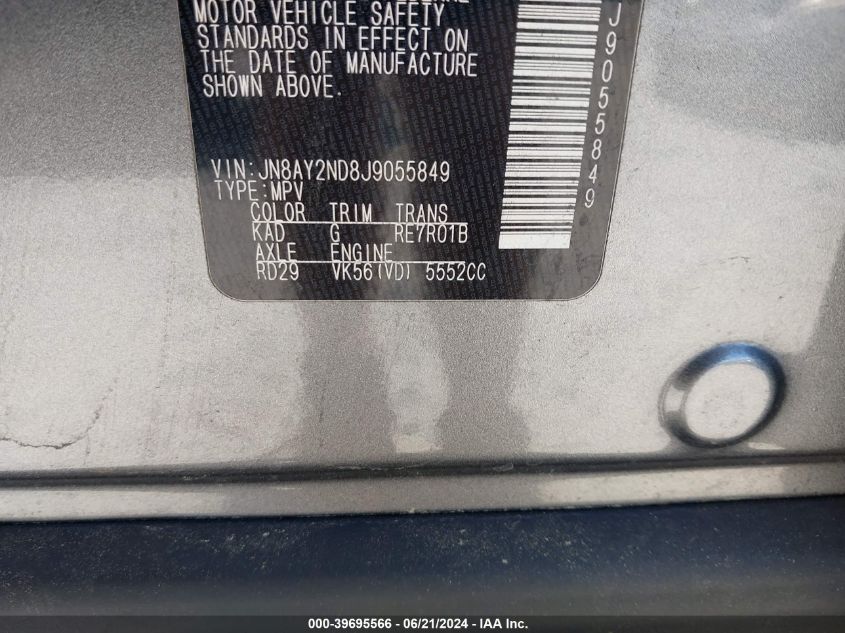 MOTOR VEHICLE SAFETY
STANDARDS IN EFFECT ON
THE DATE OF MANUFACTURE
SHOWN ABOVE.
VIN:JN8AY2ND8J9055849
TYPE:MPV
COLOR TRIM TRANS
KAD G RE7R01B
AXLE ENGINE
RD29 VK56(VD) 5552CC
J9055849
000-39695566 - 06/21/2024 - IAA Inc.